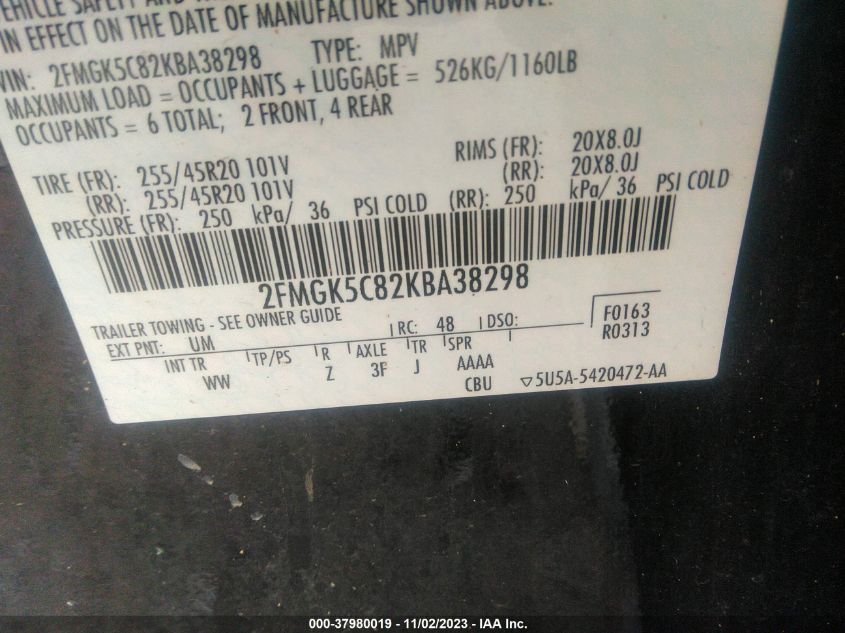 VEHICLE SAFETY AND
IN EFFECT ON THE DATE OF MANUFACTURE SHOWN ABOVE.
VIN: 2FMGK5C82KBA38298 TYPE: MPV
MAXIMUM LOAD = OCCUPANTS + LUGGAGE = 526KG/1160LB
OCCUPANTS = 6 TOTAL; 2 FRONT, 4 REAR
TIRE (FR): 255/45R20 101V RIMS (FR): 20X8.0J
(RR): 255/45R20 101V (RR): 20X8.0J
PRESSURE (FR): 250 kPa/ 36 PSI COLD (RR): 250 kPa/ 36 PSI COLD
2FMGK5C82KBA38298
TRAILER TOWING - SEE OWNER GUIDE
F0163
EXT PNT: UM RC: 48 DSO:
R0313
INT TR TP/PS R AXLE TR SPR
WW Z 3F J AAAA
CBU ▽5U5A-5420472-AA
000-37980019 - 11/02/2023 - IAA Inc.